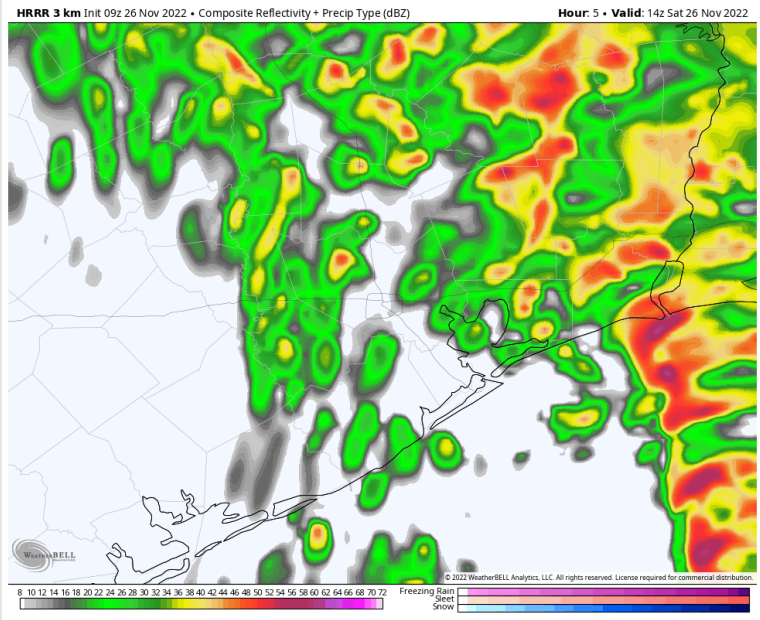 HRRR 3 km Init 09z 26 Nov 2022 • Composite Reflectivity + Precip Type (dBZ) Hour: 5 • Valid: 14z Sat 26 Nov 2022
WEATHERBELL
© 2022 WeatherBELL Analytics, LLC. All rights reserved. License required for commercial distribution.
8 10 12 14 16 18 20 22 24 26 28 30 32 34 36 38 40 42 44 46 48 50 52 54 56 58 60 62 64 66 68 70 72
Freezing Rain
Sleet
Snow